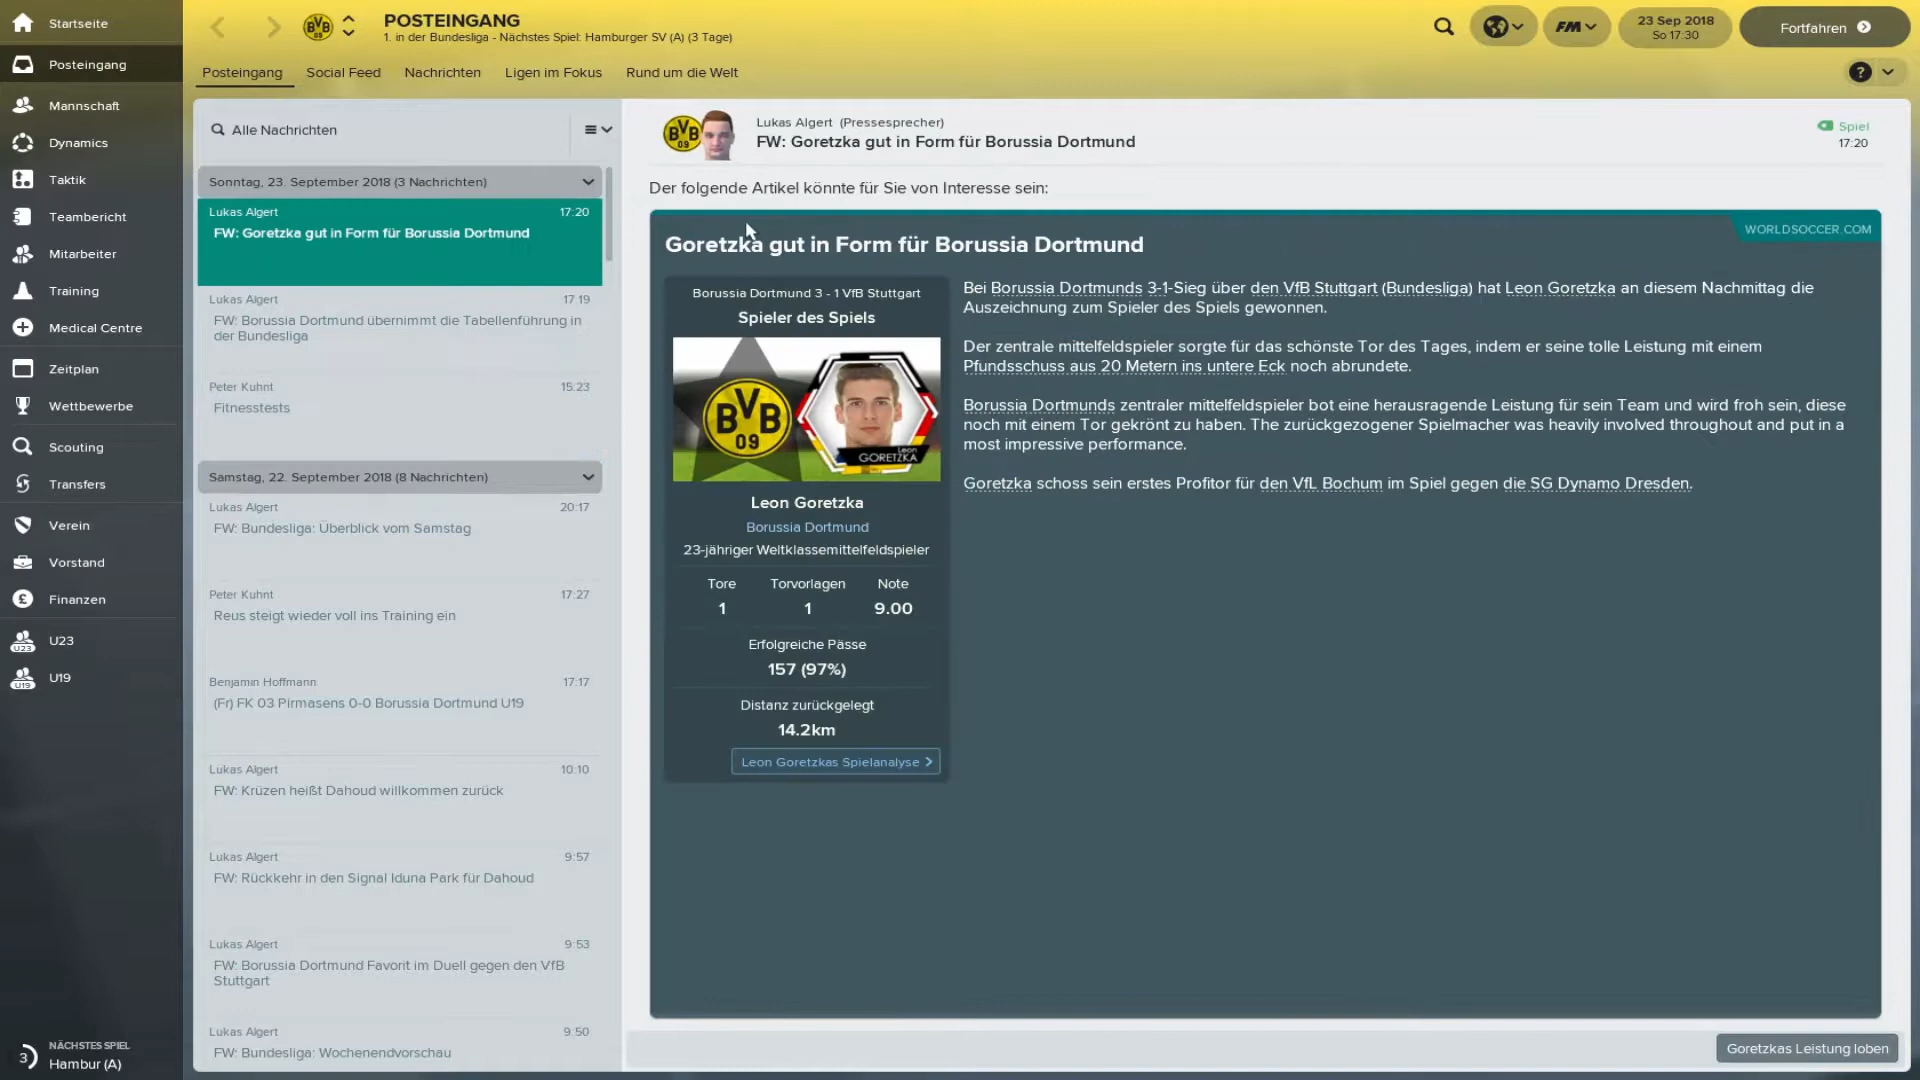 Startseite
Posteingang
Mannschaft
Dynamics
Taktik
Teambericht
Mitarbeiter
Training
Medical Centre
Zeitplan
Wettbewerbe
Scouting
Transfers
Verein
Vorstand
Finanzen
U23
U23
U19
U19
3
NÄCHSTES SPIEL
Hambur (A)
BVB
09
POSTEINGANG
1. in der Bundesliga - Nächstes Spiel: Hamburger SV (A) (3 Tage)
FM
23 Sep 2018
So 17:30
Fortfahren
Posteingang
Social Feed
Nachrichten
Ligen im Fokus
Rund um die Welt
?
Alle Nachrichten
Sonntag, 23. September 2018 (3 Nachrichten)
Lukas Algert 17:20
FW: Goretzka gut in Form für Borussia Dortmund
Lukas Algert 17:19
FW: Borussia Dortmund übernimmt die Tabellenführung in
der Bundesliga
Peter Kuhnt 15:23
Fitnesstests
Samstag, 22. September 2018 (8 Nachrichten)
Lukas Algert 20:17
FW: Bundesliga: Überblick vom Samstag
Peter Kuhnt 17:27
Reus steigt wieder voll ins Training ein
Benjamin Hoffmann 17:17
(Fr) FK 03 Pirmasens 0-0 Borussia Dortmund U19
Lukas Algert 10:10
FW: Krüzen heißt Dahoud willkommen zurück
Lukas Algert 9:57
FW: Rückkehr in den Signal Iduna Park für Dahoud
Lukas Algert 9:53
FW: Borussia Dortmund Favorit im Duell gegen den VfB
Stuttgart
Lukas Algert 9:50
FW: Bundesliga: Wochenendvorschau
BVB
09
Lukas Algert (Pressesprecher)
FW: Goretzka gut in Form für Borussia Dortmund
Spiel
17:20
Der folgende Artikel könnte für Sie von Interesse sein:
WORLDSOCCER.COM
Goretzka gut in Form für Borussia Dortmund
Borussia Dortmund 3 - 1 VfB Stuttgart
Spieler des Spiels
BVB
09
Leon
GORETZKA
Leon Goretzka
Borussia Dortmund
23-jähriger Weltklassemittelfeldspieler
Tore Torvorlagen Note
1 1 9.00
Erfolgreiche Pässe
157 (97%)
Distanz zurückgelegt
14.2km
Leon Goretzkas Spielanalyse
Bei Borussia Dortmunds 3-1-Sieg über den VfB Stuttgart (Bundesliga) hat Leon Goretzka an diesem Nachmittag die
Auszeichnung zum Spieler des Spiels gewonnen.
Der zentrale mittelfeldspieler sorgte für das schönste Tor des Tages, indem er seine tolle Leistung mit einem
Pfundsschuss aus 20 Metern ins untere Eck noch abrundete.
Borussia Dortmunds zentraler mittelfeldspieler bot eine herausragende Leistung für sein Team und wird froh sein, diese
noch mit einem Tor gekrönt zu haben. The zurückgezogener Spielmacher was heavily involved throughout and put in a
most impressive performance.
Goretzka schoss sein erstes Profitor für den VfL Bochum im Spiel gegen die SG Dynamo Dresden.
Goretzkas Leistung loben